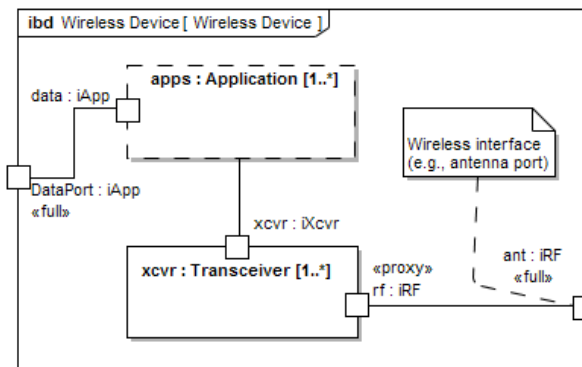 ibd Wireless Device [ Wireless Device ]
apps : Application [1..*]
data : iApp
Wireless interface
(e.g., antenna port)
DataPort : iApp
«full»
xcvr : iXcvr
xcvr : Transceiver [1..*]
«proxy»
rf : iRF
ant : iRF
«full»